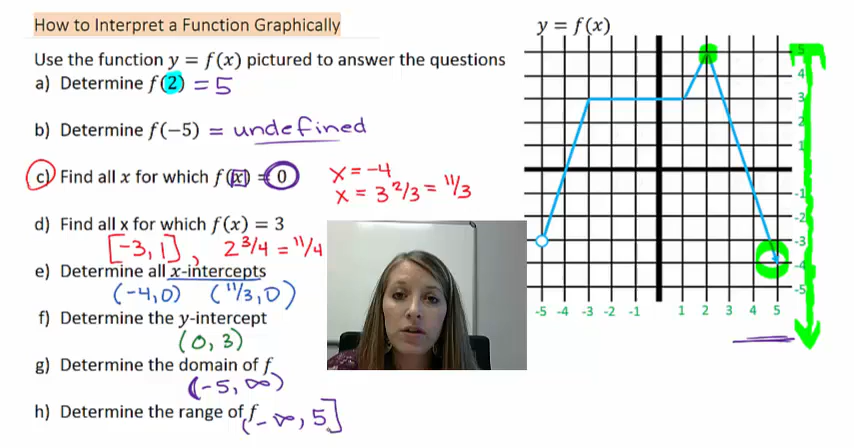 How to Interpret a Function Graphically
y = f(x)
Use the function y = f(x) pictured to answer the questions
a) Determine f(2) = 5
b) Determine f(−5) = undefined
c) Find all x for which f(x) = 0
x = -4
x = 3 2/3 = 11/3
d) Find all x for which f(x) = 3
[-3, 1], 2 3/4 = 11/4
e) Determine all x-intercepts
(-4,0) (11/3, 0)
f) Determine the y-intercept
(0, 3)
g) Determine the domain of f
(-5, ∞)
h) Determine the range of f
(-∞, 5]
5
4
3
2
1
-1
-2
-3
-4
-5
-5 -4 -3 -2 -1 1 2 3 4 5